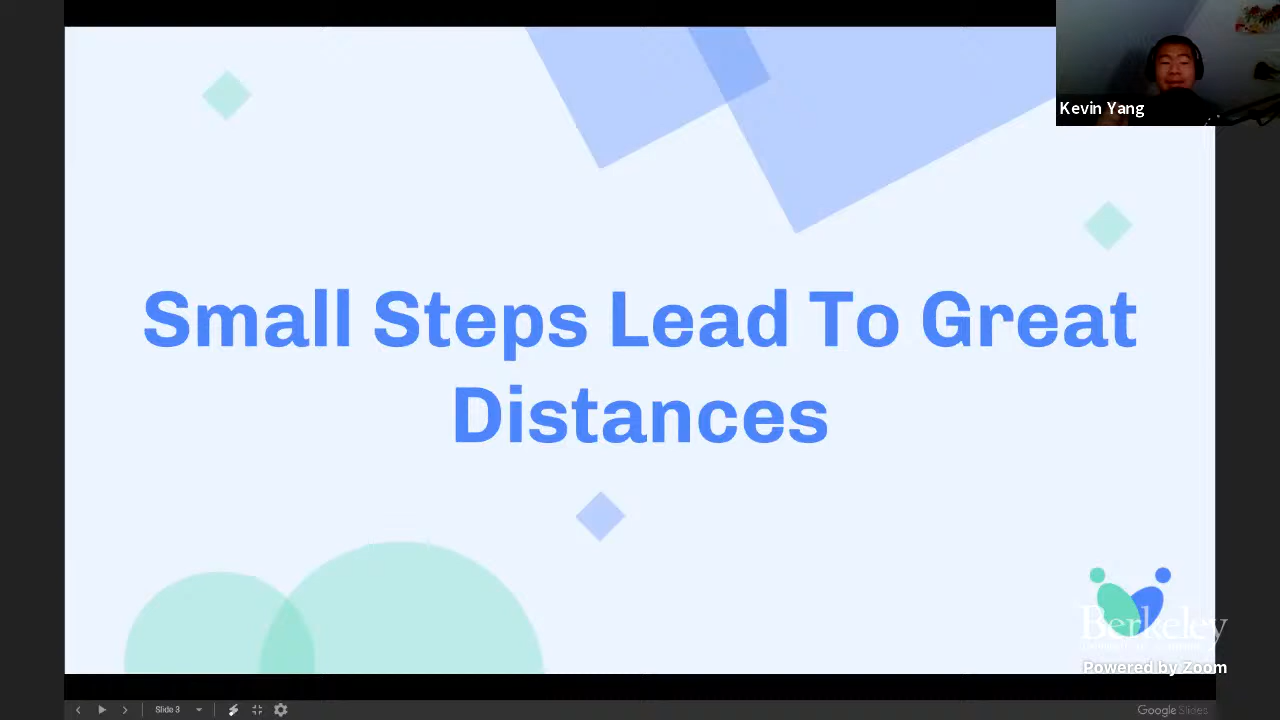 Kevin Yang
Small Steps Lead To Great
Distances
Berkeley
Powered by Zoom
Slide 3
Google Slides